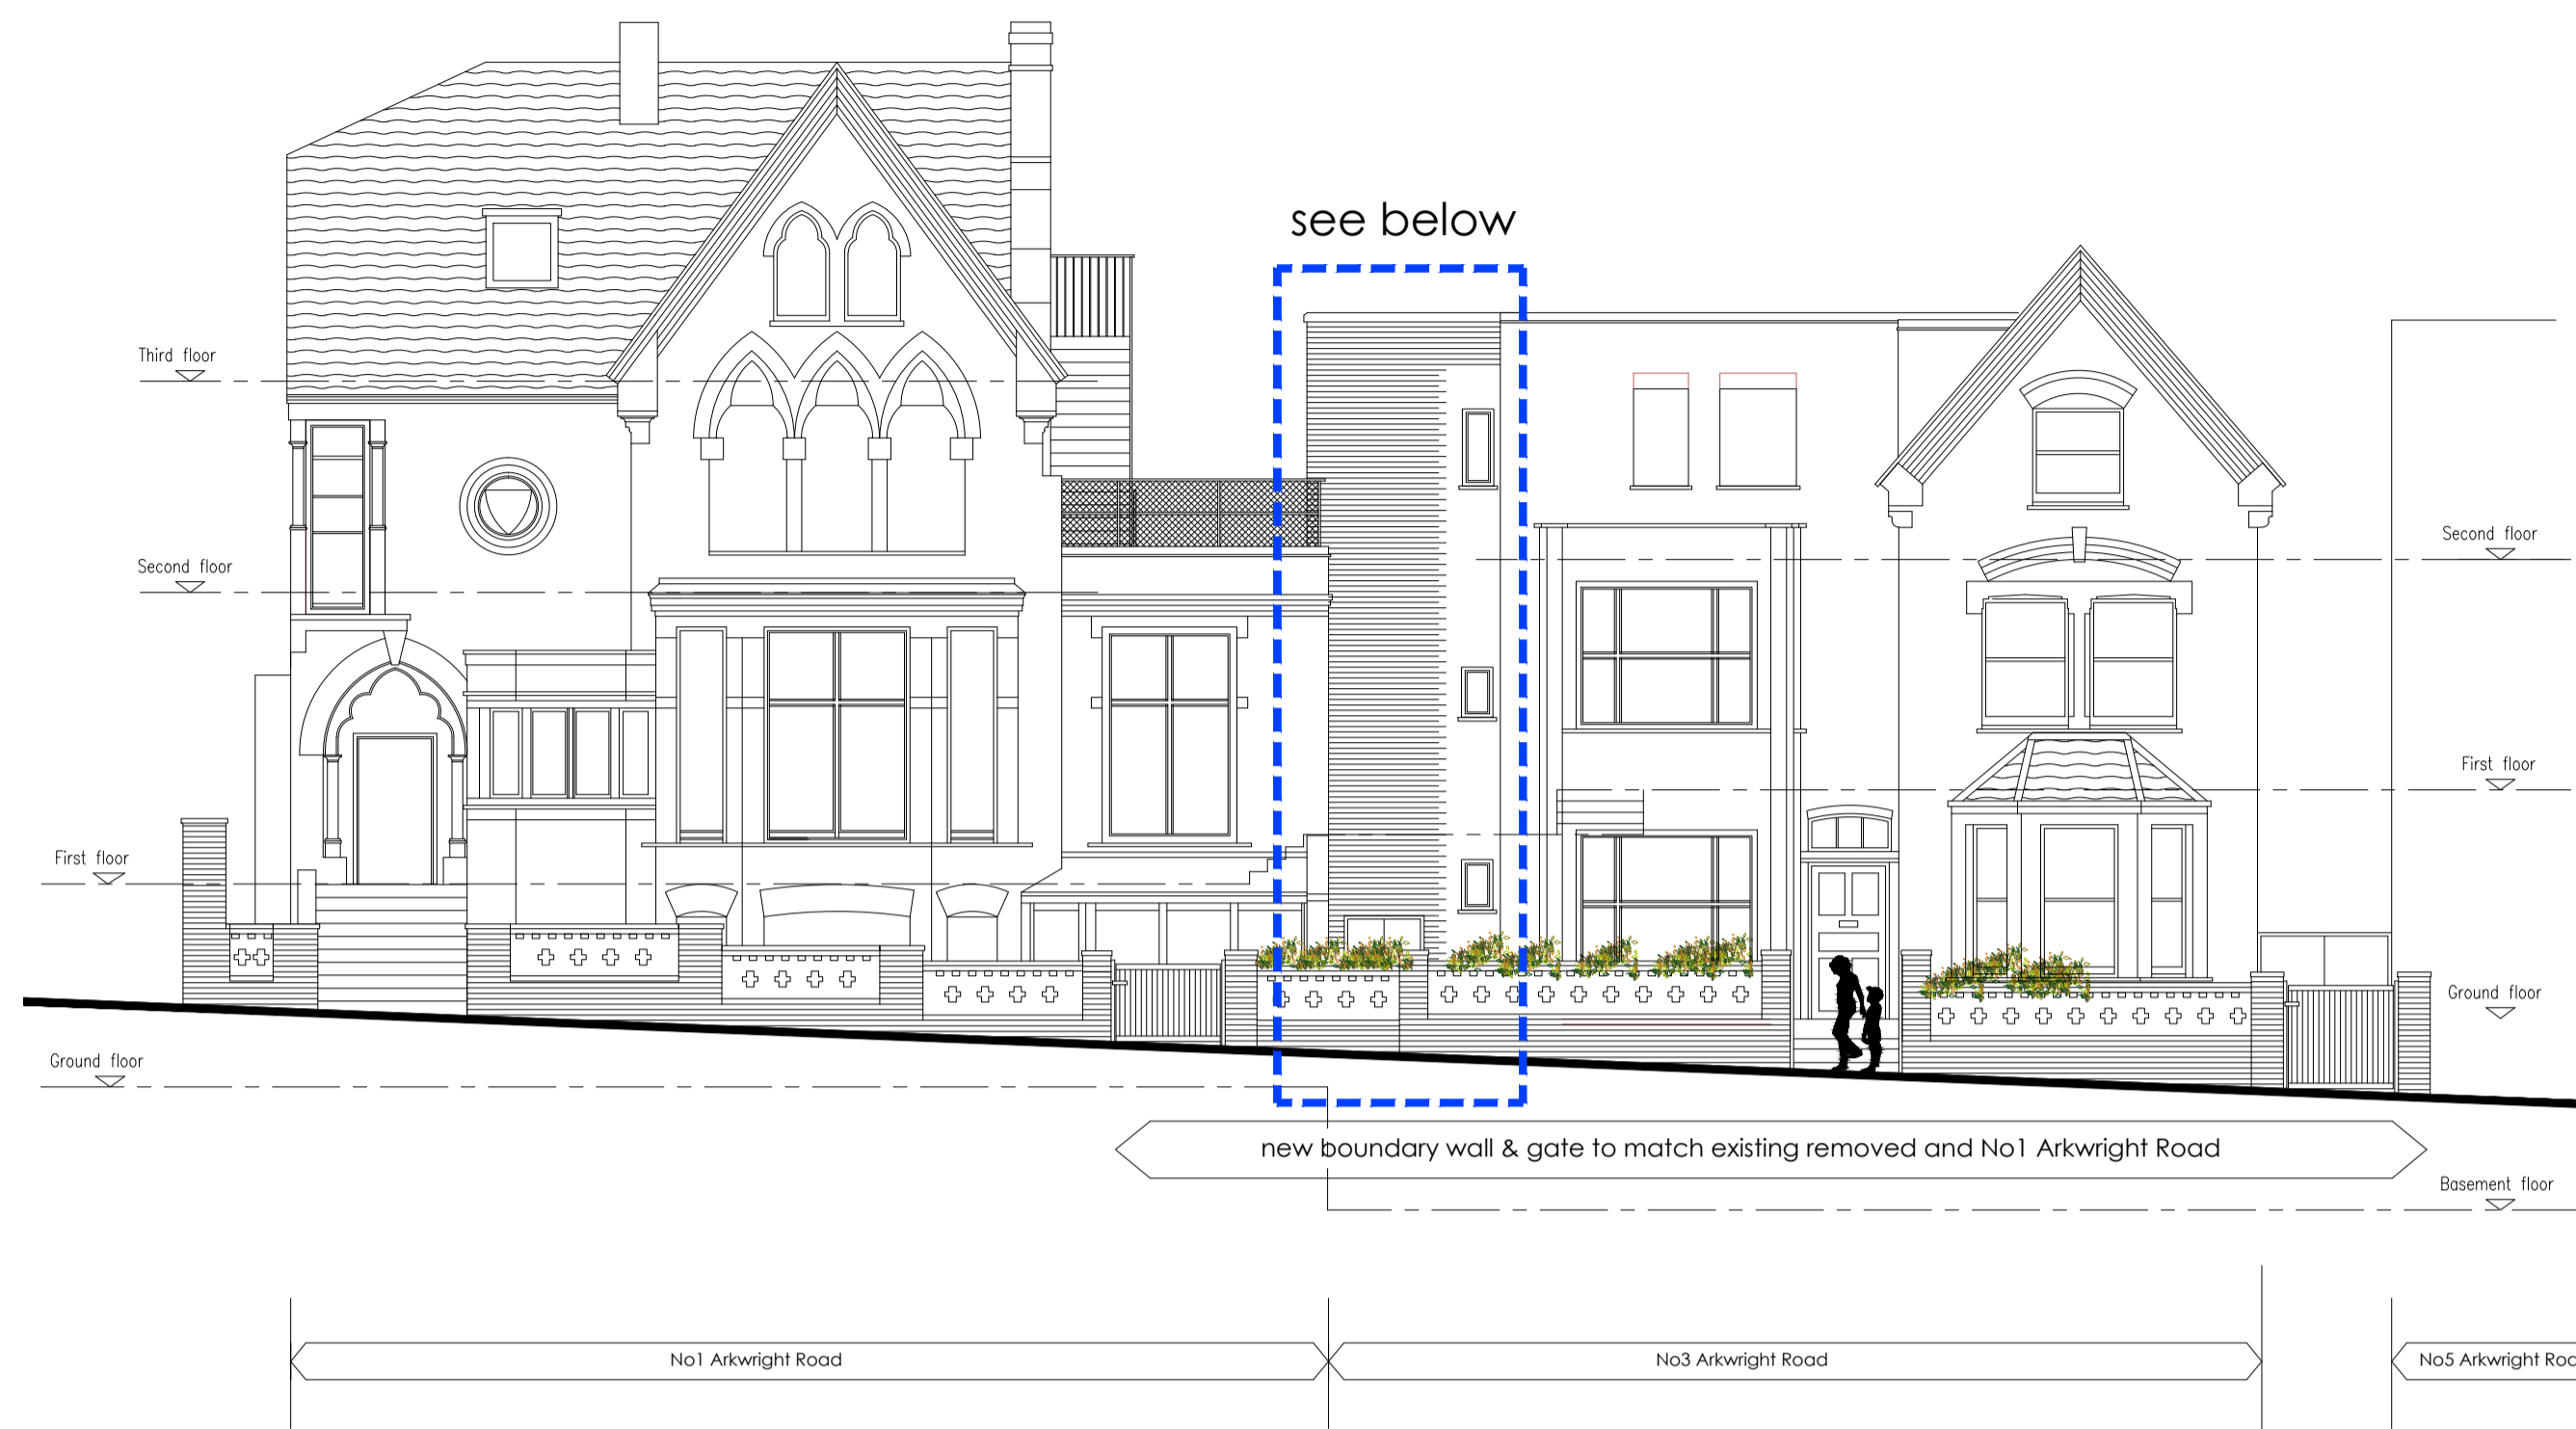 see below
Third floor
Second floor
Second floor
First floor
First floor
Ground floor
Ground floor
new boundary wall & gate to match existing removed and No1 Arkwright Road
Basement floor
No1 Arkwright Road
No3 Arkwright Road
No5 Arkwright Roa